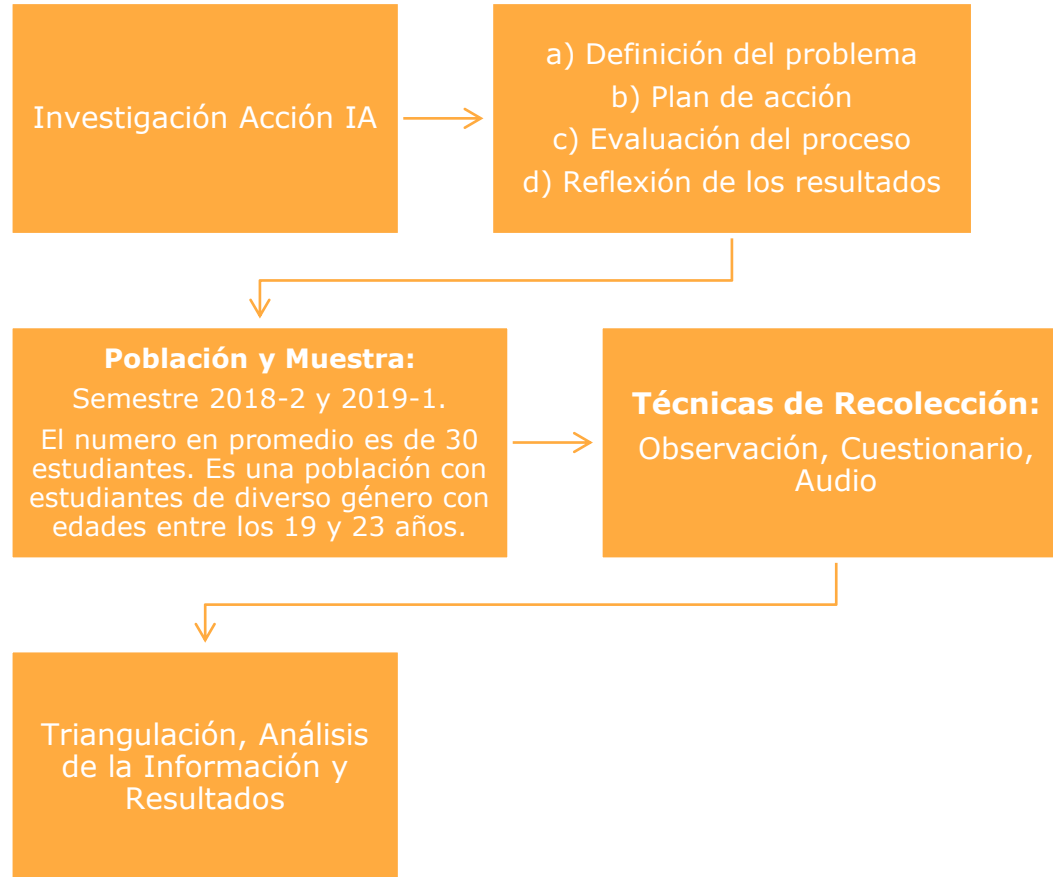 Investigación Acción IA
a) Definición del problema
b) Plan de acción
c) Evaluación del proceso
d) Reflexión de los resultados
Población y Muestra:
Semestre 2018-2 y 2019-1.
El numero en promedio es de 30
estudiantes. Es una población con
estudiantes de diverso género con
edades entre los 19 y 23 años.
Técnicas de Recolección:
Observación, Cuestionario,
Audio
Triangulación, Análisis
de la Información y
Resultados